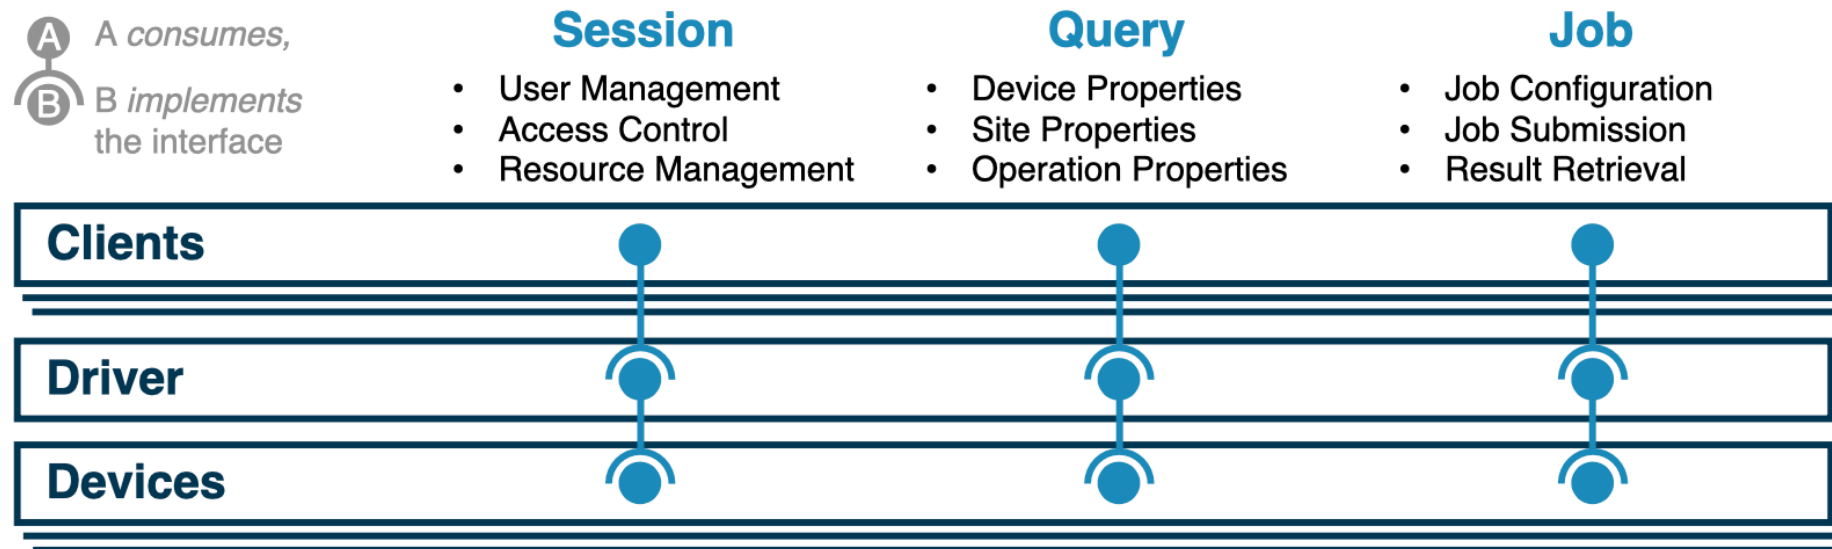 A
A consumes,
B
B implements
the interface
Session
• User Management
• Access Control
• Resource Management
Query
• Device Properties
• Site Properties
• Operation Properties
Job
• Job Configuration
• Job Submission
• Result Retrieval
Clients
Driver
Devices